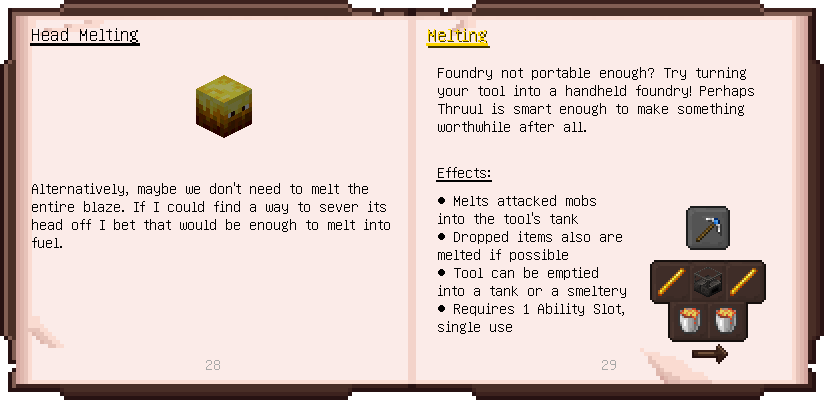 Head Melting
Alternatively, maybe we don't need to melt the
entire blaze. If I could find a way to sever its
head off I bet that would be enough to melt into
fuel.
28
Melting
Foundry not portable enough? Try turning
your tool into a handheld foundry! Perhaps
Thruul is smart enough to make something
worthwhile after all.
Effects:
• Melts attacked mobs
into the tool's tank
• Dropped items also are
melted if possible
• Tool can be emptied
into a tank or a smeltery
• Requires 1 Ability Slot,
single use
29